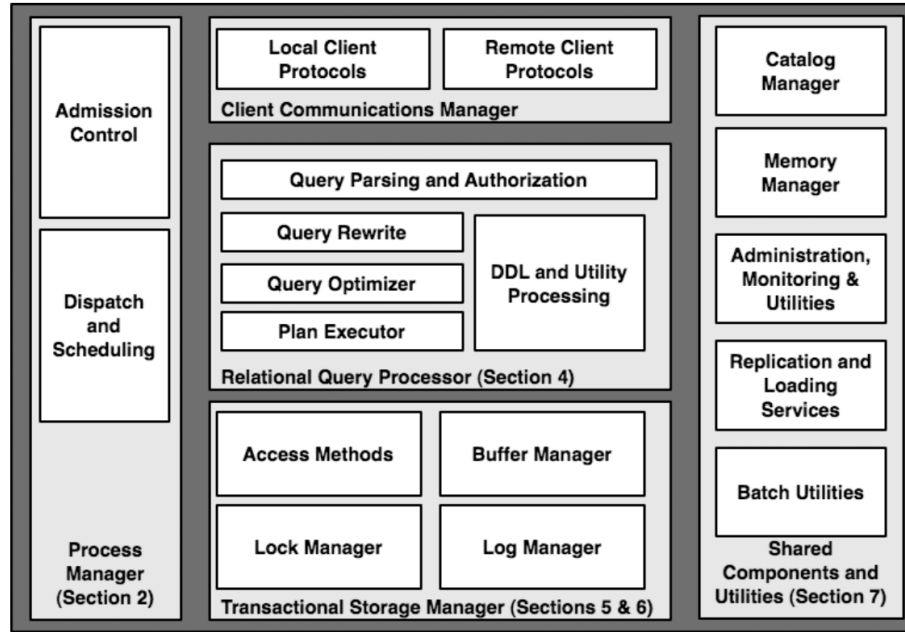 Admission
Control
Dispatch
and
Scheduling
Process
Manager
(Section 2)
Local Client
Protocols
Remote Client
Protocols
Client Communications Manager
Query Parsing and Authorization
Query Rewrite
Query Optimizer
Plan Executor
DDL and Utility
Processing
Relational Query Processor (Section 4)
Access Methods
Buffer Manager
Lock Manager
Log Manager
Transactional Storage Manager (Sections 5 & 6)
Catalog
Manager
Memory
Manager
Administration,
Monitoring &
Utilities
Replication and
Loading
Services
Batch Utilities
Shared
Components and
Utilities (Section 7)